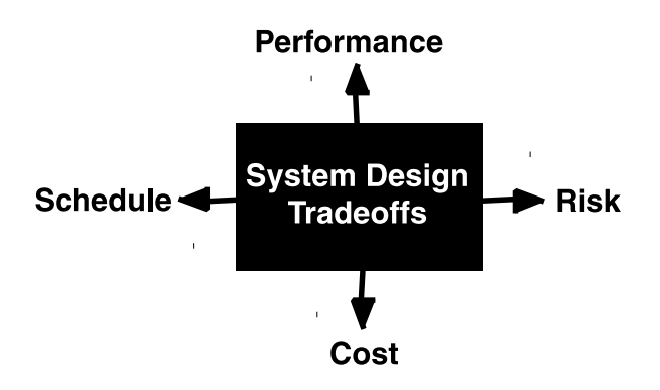 Performance
System Design
Tradeoffs
Schedule
Risk
Cost